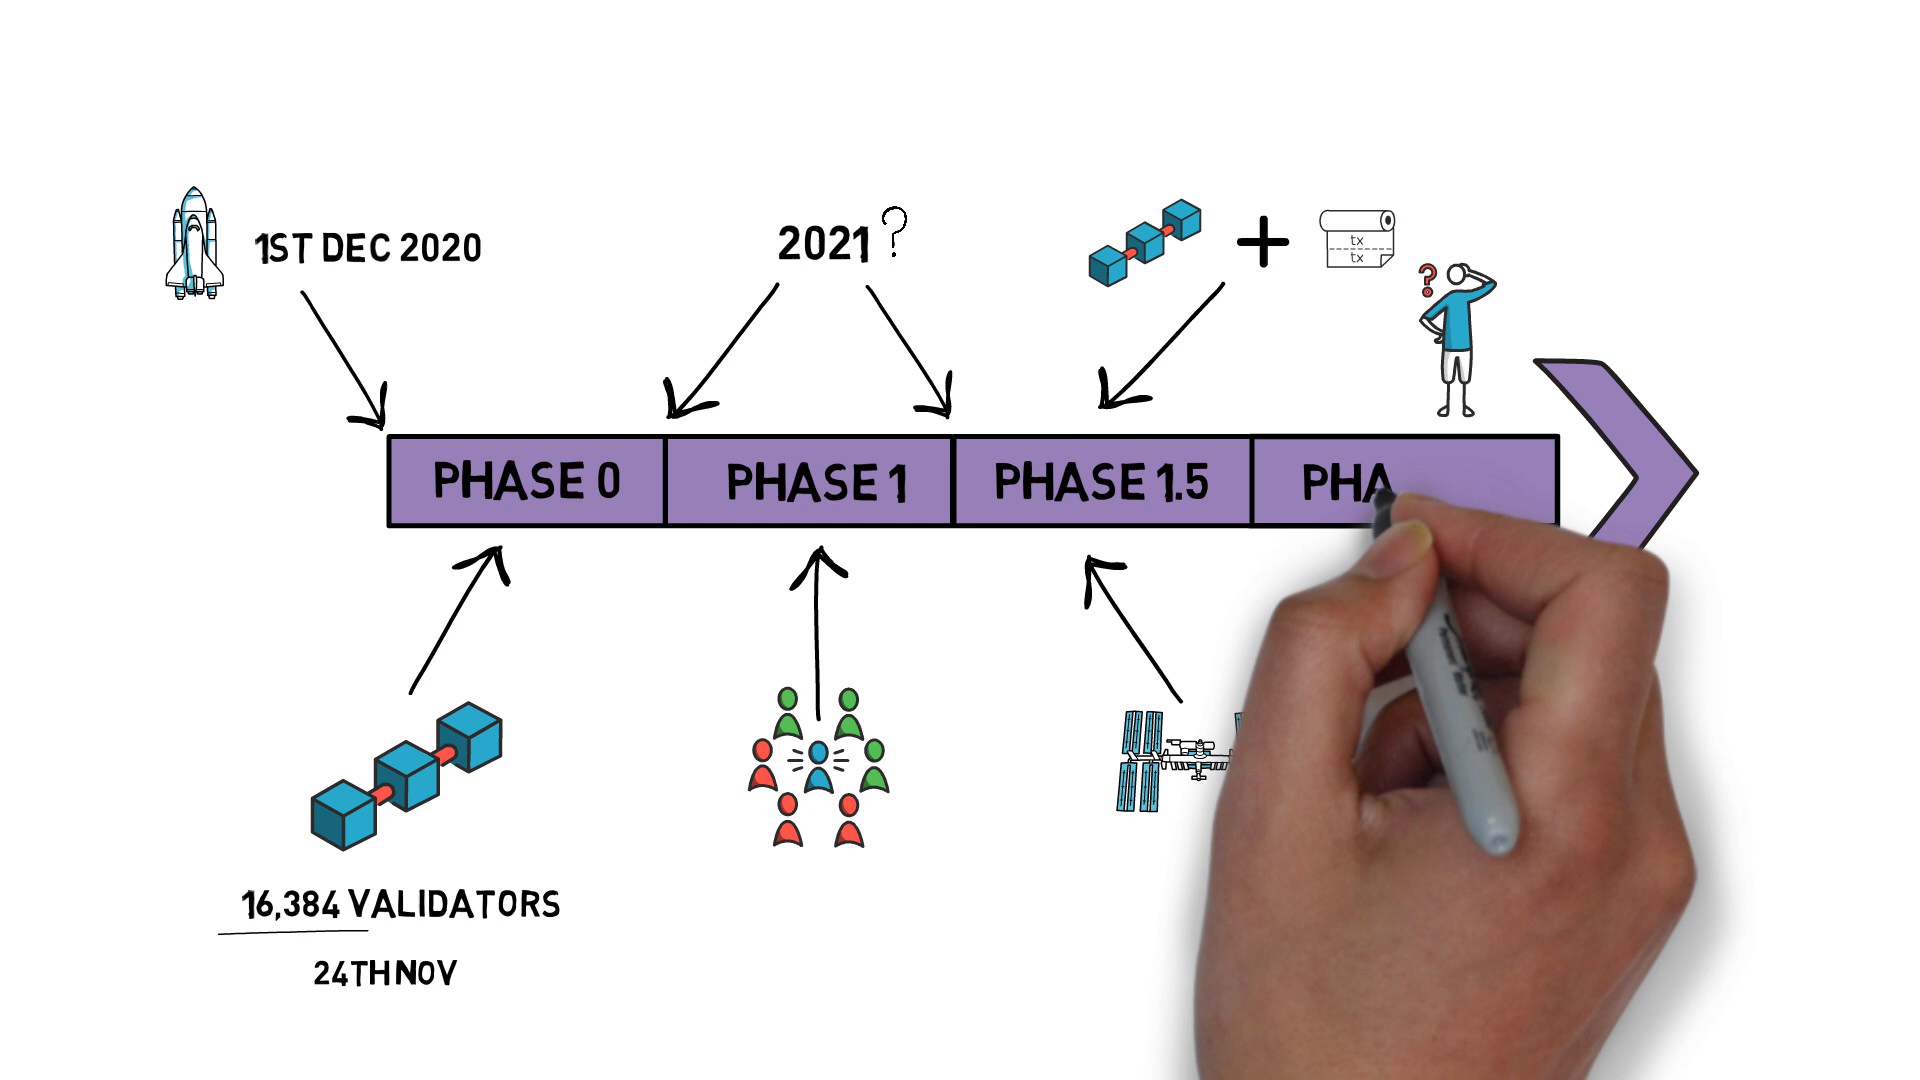 1ST DEC 2020
2021?
tx
tx
?
PHASE 0
PHASE 1
PHASE 1.5
PHA
16,384 VALIDATORS
24TH NOV